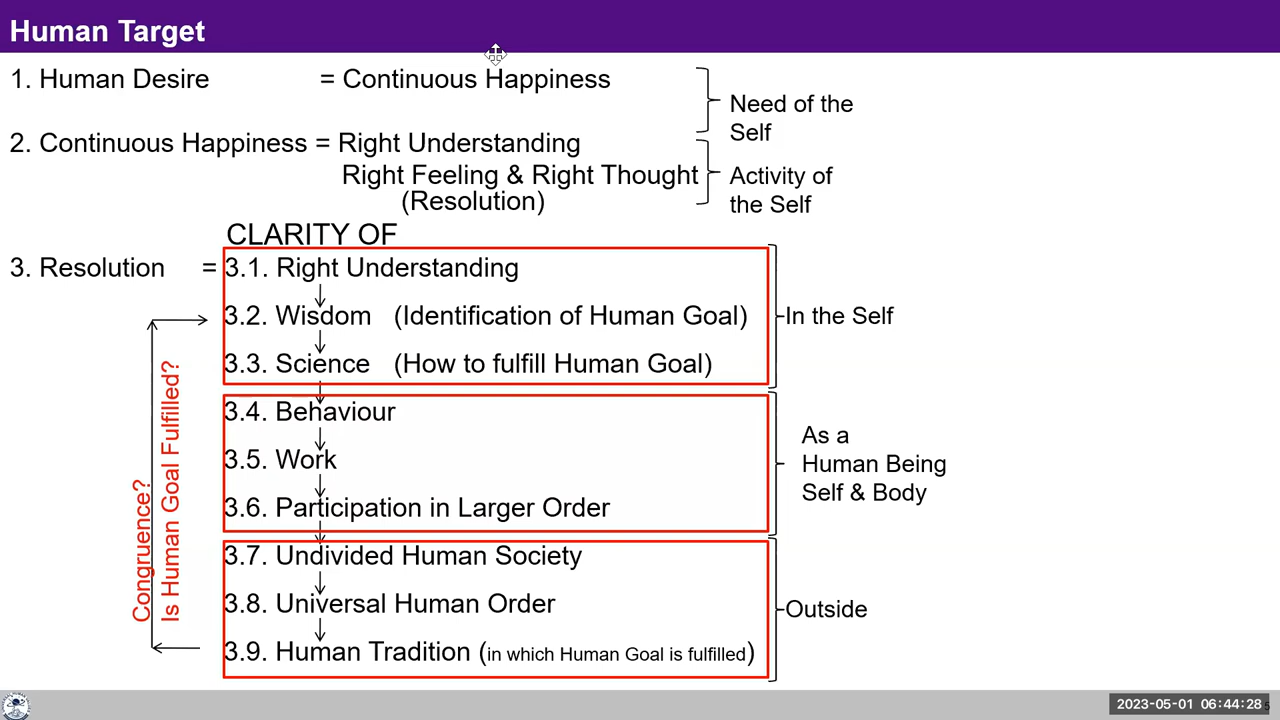 Human Target
1. Human Desire = Continuous Happiness
Need of the
Self
2. Continuous Happiness = Right Understanding
Right Feeling & Right Thought
(Resolution)
Activity of
the Self
CLARITY OF
3. Resolution = 3.1. Right Understanding
3.2. Wisdom (Identification of Human Goal)
3.3. Science (How to fulfill Human Goal)
In the Self
3.4. Behaviour
3.5. Work
3.6. Participation in Larger Order
As a
Human Being
Self & Body
3.7. Undivided Human Society
3.8. Universal Human Order
3.9. Human Tradition (in which Human Goal is fulfilled)
Outside
Congruence?
Is Human Goal Fulfilled?
2023-05-01 06:44:28